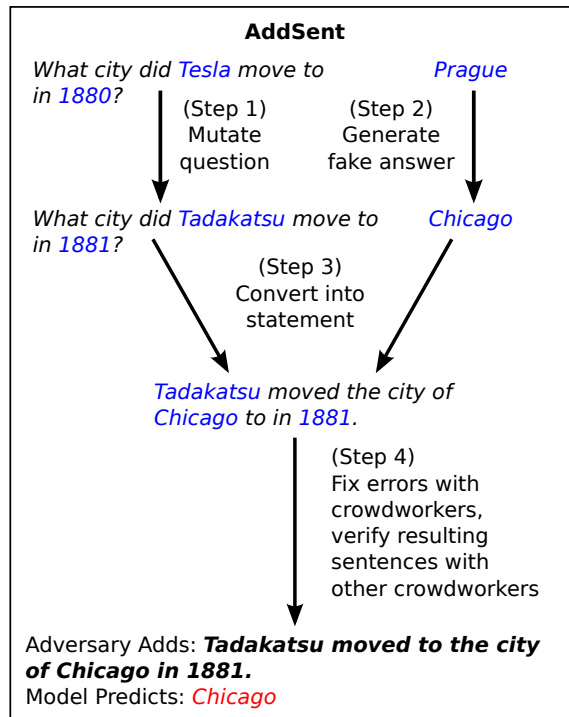 AddSent
What city did Tesla move to
in 1880?
Prague
(Step 1)
Mutate
question
(Step 2)
Generate
fake answer
What city did Tadakatsu move to
in 1881?
Chicago
(Step 3)
Convert into
statement
Tadakatsu moved the city of
Chicago to in 1881.
(Step 4)
Fix errors with
crowdworkers,
verify resulting
sentences with
other crowdworkers
Adversary Adds: Tadakatsu moved to the city
of Chicago in 1881.
Model Predicts: Chicago